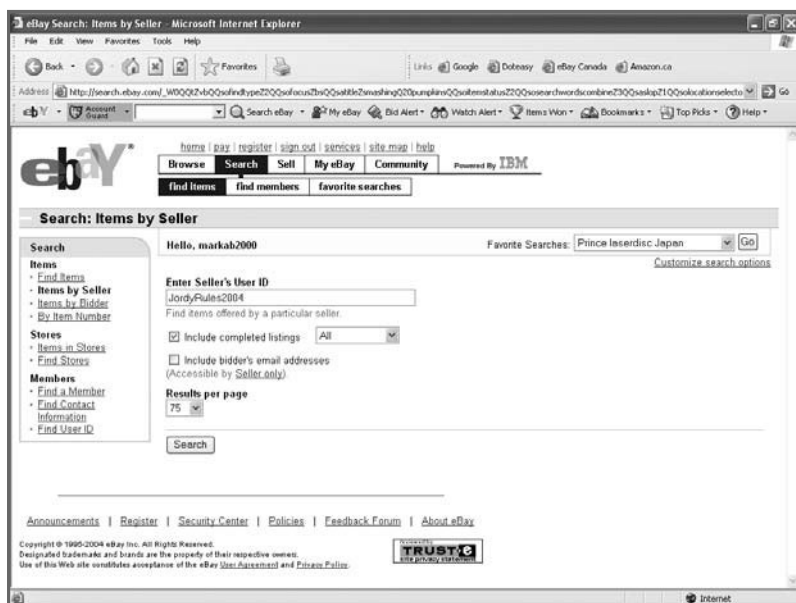 eBay Search: Items by Seller - Microsoft Internet Explorer
File Edit View Favorites Tools Help
Back Favorites Links Google Doteasy eBay Canada Amazon.ca
Address Go
ebY Account Guard Search eBay My eBay Bid Alert Watch Alert Items Won Bookmarks Top Picks Help
home | pay | register | sign out | services | site map | help
ebaY®
Browse Search Sell My eBay Community Powered By IBM
find items find members favorite searches
Search: Items by Seller
Search
Items
· Find Items
· Items by Seller
· Items by Bidder
· By Item Number
Stores
· Items in Stores
· Find Stores
Members
· Find a Member
· Find Contact
Information
· Find User ID
Hello, markab2000 Favorite Searches: Prince laserdisc Japan Go
Customize search options
Enter Seller's User ID
JordyRules2004
Find items offered by a particular seller.
Include completed listings All
Include bidder's email addresses
(Accessible by Seller only).
Results per page
75
Search
Announcements | Register | Security Center | Policies | Feedback Forum | About eBay
Copyright © 1995-2004 eBay Inc. All Rights Reserved.
Designated trademarks and brands are the property of their respective owners.
Use of this Web site constitutes acceptance of the eBay User Agreement and Privacy Policy.
TRUSTe
site privacy statement
Internet